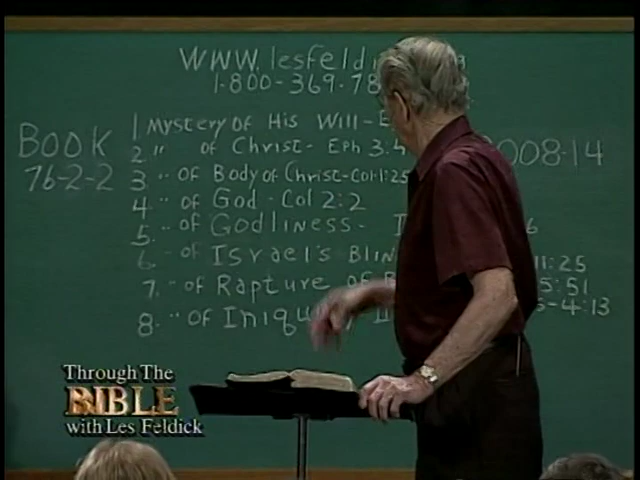 WWW.lesfeldi
1-800-369-78
BOOK
76-2-2
1 Mystery of His Will - E
2 " of Christ - Eph 3:4
3 " of Body of Christ - Col 1:25
4 " of God - Col 2:2
5. " of Godliness - I 6
6 " of Israel's Blin 11:25
7. " of Rapture of 5:51
8. " of Iniqu II 5-4:13
2008-14
Through The
BIBLE
with Les Feldick